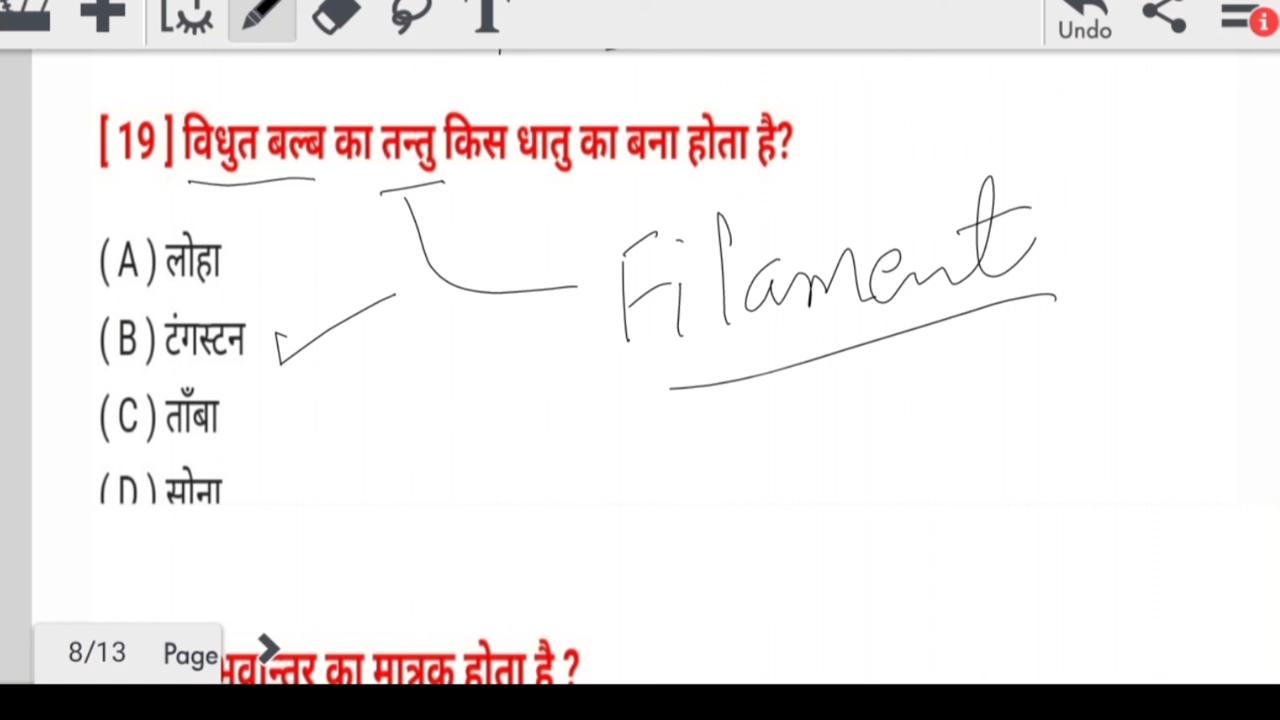 Undo
[ 19 ] विधुत बल्ब का तन्तु किस धातु का बना होता है?
Filament
( A ) लोहा
( B ) टंगस्टन
( C ) ताँबा
( D ) सोना
8/13 Page
का मात्रक होता है ?